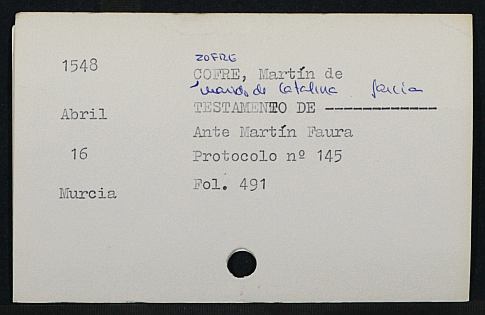 1548
ZOFRE
COFRE, Martín de
marido de Catalina García
Abril
TESTAMENTO DE ------------
Ante Martín Faura
16
Protocolo nº 145
Fol. 491
Murcia